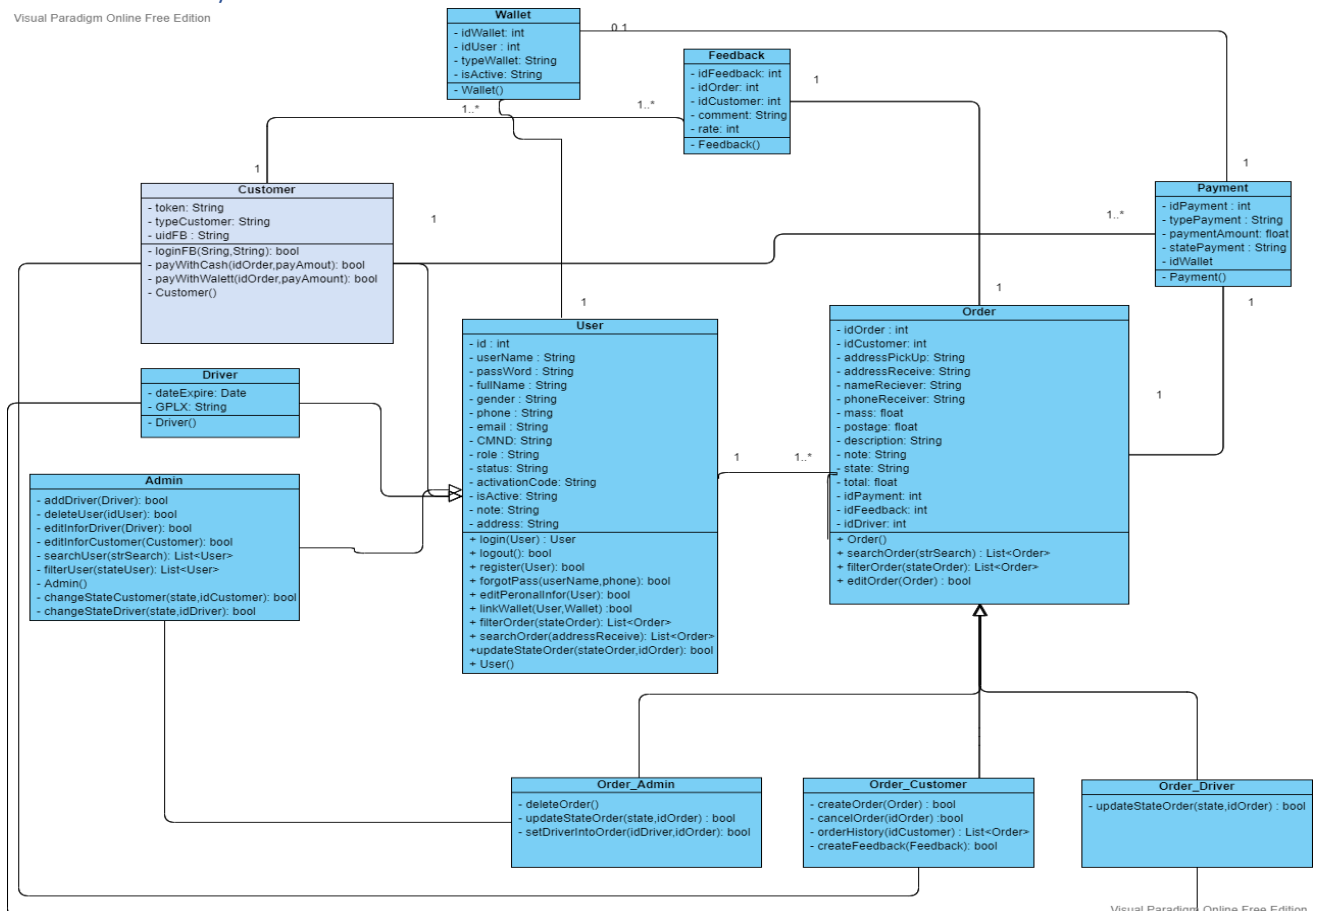 Visual Paradigm Online Free Edition
Wallet
- idWallet: int
- idUser : int
- typeWallet: String
- isActive: String
- Wallet()
0..1
Feedback
- idFeedback: int
- idOrder: int
- idCustomer: int
- comment: String
- rate: int
- Feedback()
1
1..*
1..*
1
1
Customer
- token: String
- typeCustomer: String
- uidFB : String
- loginFB(Sring,String): bool
- payWithCash(idOrder,payAmout): bool
- payWithWalett(idOrder,payAmount): bool
- Customer()
1
1..*
Payment
- idPayment : int
- typePayment : String
- paymentAmount: float
- statePayment : String
- idWallet
- Payment()
1
1
1
User
- id : int
- userName : String
- passWord : String
- fullName : String
- gender : String
- phone : String
- email : String
- CMND: String
- role : String
- status: String
- activationCode: String
- isActive: String
- note: String
- address: String
+ login(User) : User
+ logout(): bool
+ register(User): bool
+ forgotPass(userName,phone): bool
+ editPeronalInfor(User): bool
+ linkWallet(User,Wallet) :bool
+ filterOrder(stateOrder): List<Order>
+ searchOrder(addressReceive): List<Order>
+updateStateOrder(stateOrder,idOrder): bool
+ User()
Order
- idOrder : int
- idCustomer: int
- addressPickUp: String
- addressReceive: String
- nameReciever: String
- phoneReceiver: String
- mass: float
- postage: float
- description: String
- note: String
- state: String
- total: float
- idPayment: int
- idFeedback: int
- idDriver: int
+ Order()
+ searchOrder(strSearch) : List<Order>
+ filterOrder(stateOrder): List<Order>
+ editOrder(Order) : bool
1
1
1..*
Driver
- dateExpire: Date
- GPLX: String
- Driver()
Admin
- addDriver(Driver): bool
- deleteUser(idUser): bool
- editInforDriver(Driver): bool
- editInforCustomer(Customer): bool
- searchUser(strSearch): List<User>
- filterUser(stateUser): List<User>
- Admin()
- changeStateCustomer(state,idCustomer): bool
- changeStateDriver(state,idDriver): bool
Order_Admin
- deleteOrder()
- updateStateOrder(state,idOrder) : bool
- setDriverIntoOrder(idDriver,idOrder): bool
Order_Customer
- createOrder(Order) : bool
- cancelOrder(idOrder) :bool
- orderHistory(idCustomer) : List<Order>
- createFeedback(Feedback): bool
Order_Driver
- updateStateOrder(state,idOrder) : bool
Visual Paradigm Online Free Edition